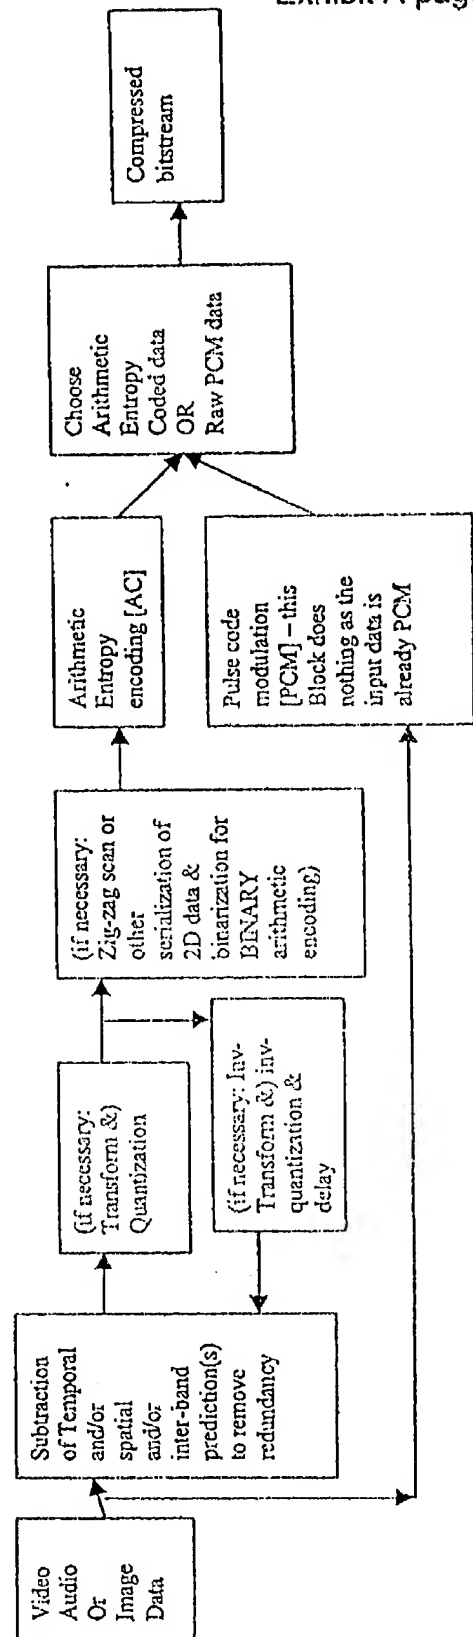 Exhibit A pag
Video
Audio
Or
Image
Data
Subtraction
of Temporal
and/or
spatial
and/or
inter-band
prediction(s)
to remove
redundancy
(if necessary:
Transform &)
Quantization
(if necessary: Inv-
Transform &) inv-
quantization &
delay
(if necessary:
Zig-zag scan or
other
serialization of
2D data &
binarization for
BINARY
arithmetic
encoding)
Arithmetic
Entropy
encoding [AC]
Pulse code
modulation
[PCM] – this
Block does
nothing as the
input data is
already PCM
Choose
Arithmetic
Entropy
Coded data
OR
Raw PCM data
Compressed
bitstream